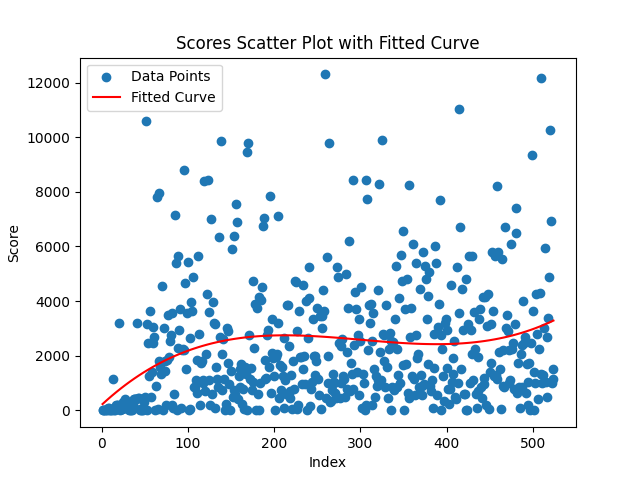 Scores Scatter Plot with Fitted Curve
Data Points
Fitted Curve
12000
10000
8000
6000
4000
2000
0
Score
0 100 200 300 400 500
Index